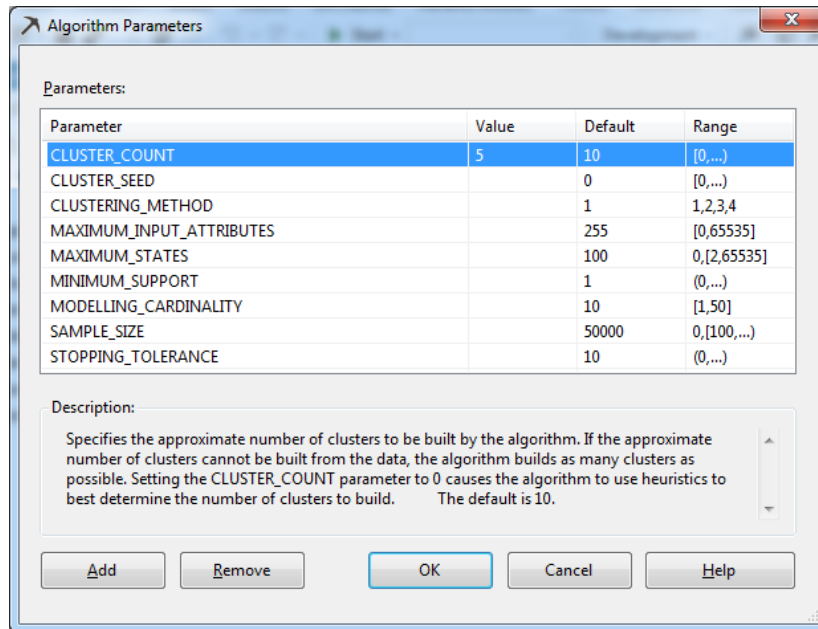 Algorithm Parameters
Start
Development
Parameters:
Parameter Value Default Range
CLUSTER_COUNT 5 10 [0,...)
CLUSTER_SEED 0 [0,...)
CLUSTERING_METHOD 1 1,2,3,4
MAXIMUM_INPUT_ATTRIBUTES 255 [0,65535]
MAXIMUM_STATES 100 0,[2,65535]
MINIMUM_SUPPORT 1 (0,...)
MODELLING_CARDINALITY 10 [1,50]
SAMPLE_SIZE 50000 0,[100,...)
STOPPING_TOLERANCE 10 (0,...)
Description:
Specifies the approximate number of clusters to be built by the algorithm. If the approximate
number of clusters cannot be built from the data, the algorithm builds as many clusters as
possible. Setting the CLUSTER_COUNT parameter to 0 causes the algorithm to use heuristics to
best determine the number of clusters to build. The default is 10.
Add Remove OK Cancel Help